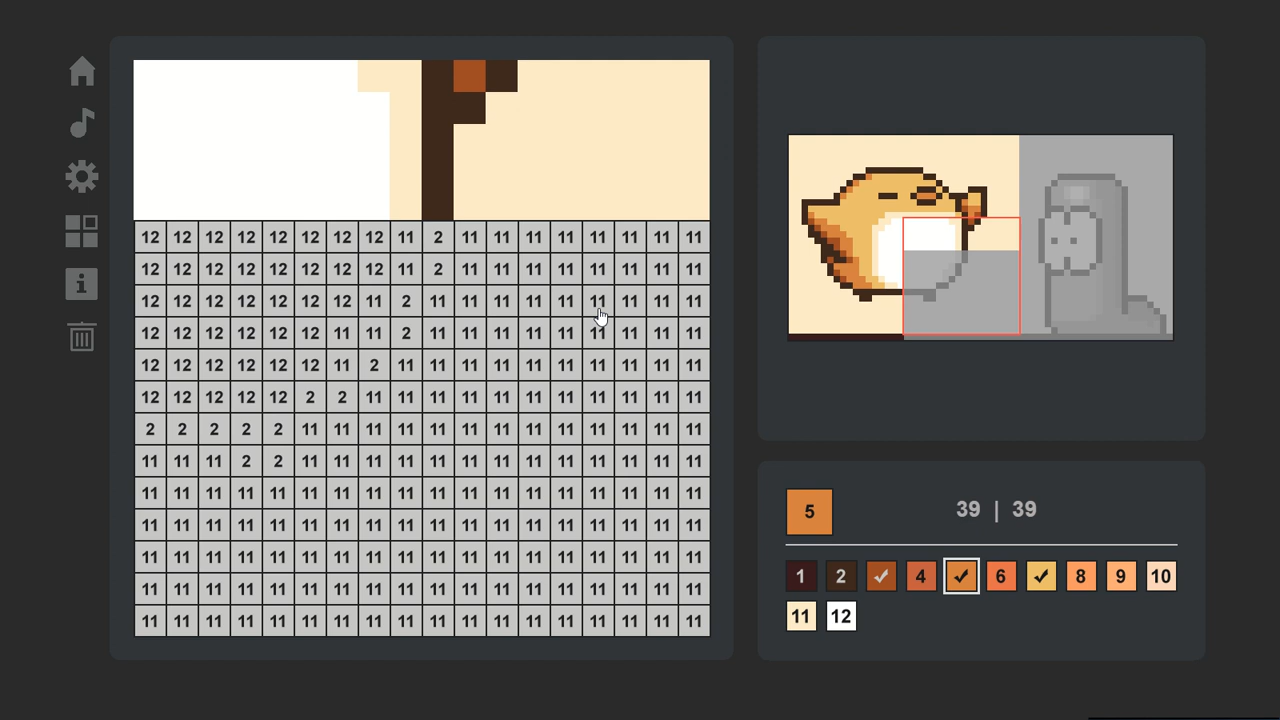 12 12 12 12 12 12 12 12 11 2 11 11 11 11 11 11 11 11
12 12 12 12 12 12 12 12 11 2 11 11 11 11 11 11 11 11
12 12 12 12 12 12 12 11 2 11 11 11 11 11 11 11 11 11
12 12 12 12 12 12 11 11 2 11 11 11 11 11 11 11 11 11
12 12 12 12 12 12 11 2 11 11 11 11 11 11 11 11 11 11
12 12 12 12 12 2 2 11 11 11 11 11 11 11 11 11 11 11
2 2 2 2 2 11 11 11 11 11 11 11 11 11 11 11 11 11
11 11 11 2 2 11 11 11 11 11 11 11 11 11 11 11 11 11
11 11 11 11 11 11 11 11 11 11 11 11 11 11 11 11 11 11
11 11 11 11 11 11 11 11 11 11 11 11 11 11 11 11 11 11
11 11 11 11 11 11 11 11 11 11 11 11 11 11 11 11 11 11
11 11 11 11 11 11 11 11 11 11 11 11 11 11 11 11 11 11
11 11 11 11 11 11 11 11 11 11 11 11 11 11 11 11 11 11
5 39 | 39
1 2 4 6 8 9 10
11 12